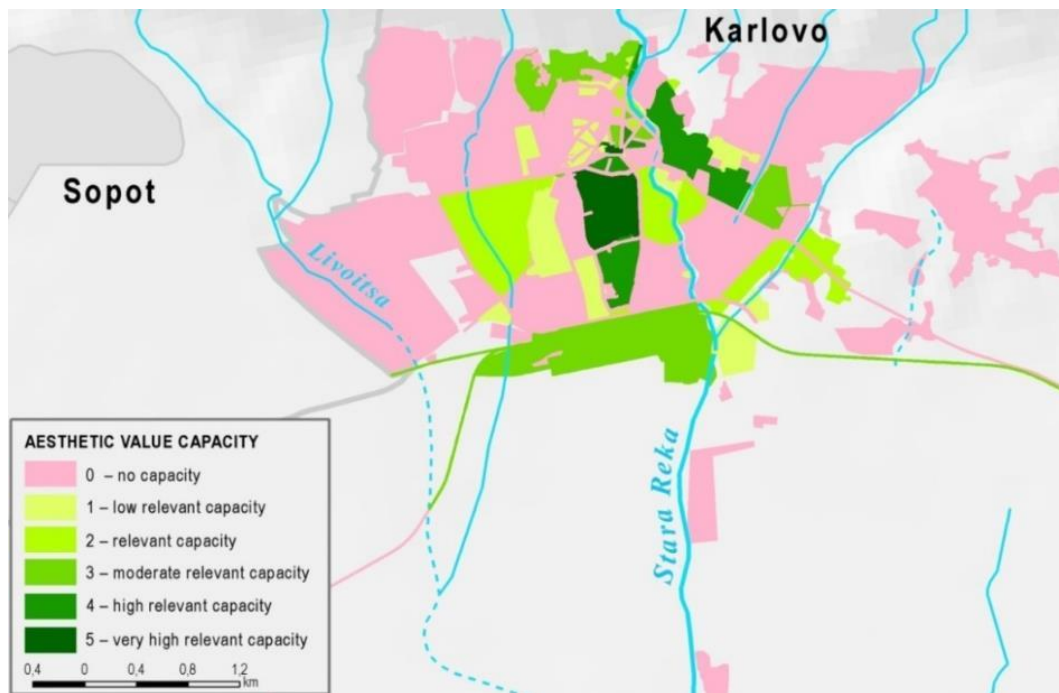 Karlovo
Sopot
Livoitsa
Stara Reka
AESTHETIC VALUE CAPACITY
0 – no capacity
1 – low relevant capacity
2 – relevant capacity
3 – moderate relevant capacity
4 – high relevant capacity
5 – very high relevant capacity
0,4 0 0,4 0,8 1,2
km